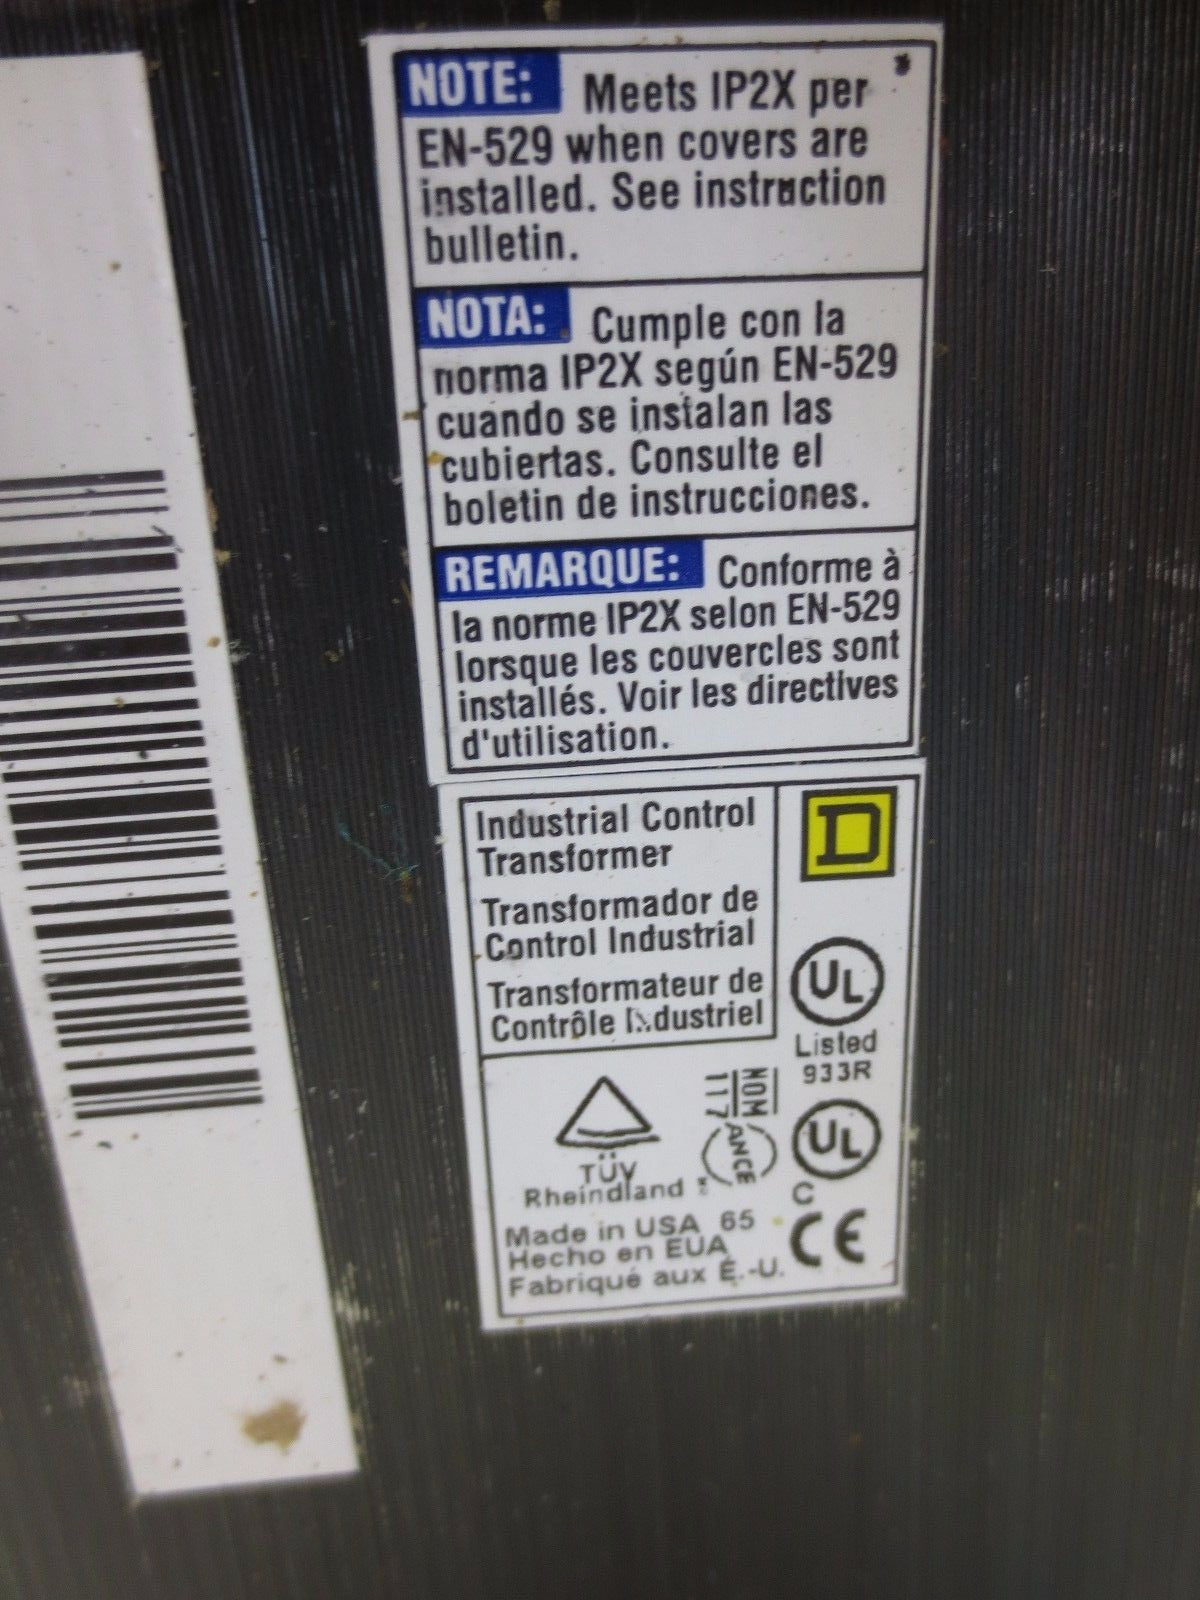 NOTE: Meets IP2X per
EN-529 when covers are
installed. See instruction
bulletin.
NOTA: Cumple con la
norma IP2X según EN-529
cuando se instalan las
cubiertas. Consulte el
boletin de instrucciones.
REMARQUE: Conforme à
la norme IP2X selon EN-529
lorsque les couvercles sont
installés. Voir les directives
d'utilisation.
Industrial Control
Transformer
Transformador de
Control Industrial
Transformateur de
Contrôle Industriel
D
UL
Listed
933R
TÜV
Rheindland
NOM
117
ANCE
UL
C
CE
Made in USA 65
Hecho en EUA
Fabriqué aux É.-U.